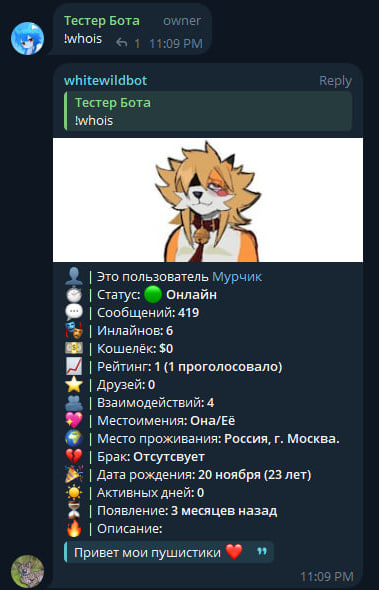 Тестер Бота owner
!whois 1 11:09 PM
whitewildbot Reply
Тестер Бота
!whois
| Это пользователь Мурчик
| Статус: Онлайн
| Сообщений: 419
| Инлайнов: 6
| Кошелёк: $0
| Рейтинг: 1 (1 проголосовало)
| Друзей: 0
| Взаимодействий: 4
| Местоимения: Она/Её
| Место проживания: Россия, г. Москва.
| Брак: Отсутсвует
| Дата рождения: 20 ноября (23 лет)
| Активных дней: 0
| Появление: 3 месяцев назад
| Описание:
Привет мои пушистики ❤️ ”
11:09 PM